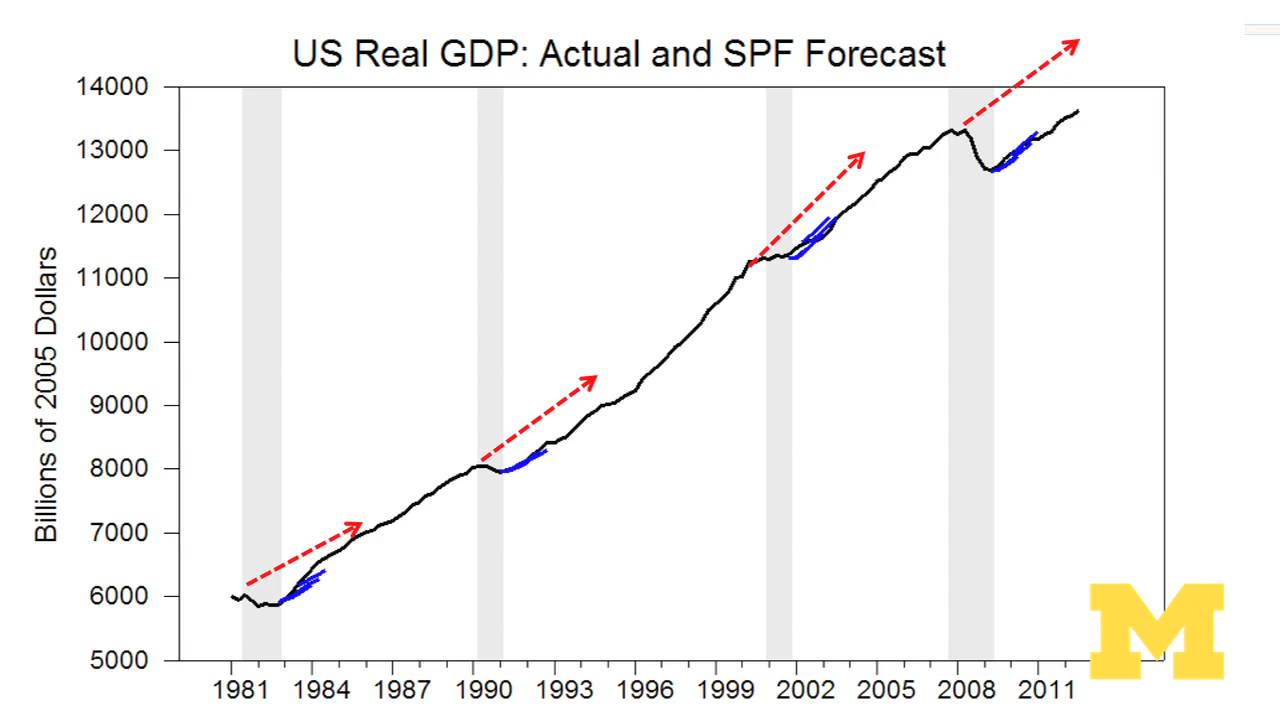 US Real GDP: Actual and SPF Forecast
Billions of 2005 Dollars
14000
13000
12000
11000
10000
9000
8000
7000
6000
5000
1981 1984 1987 1990 1993 1996 1999 2002 2005 2008 2011
M